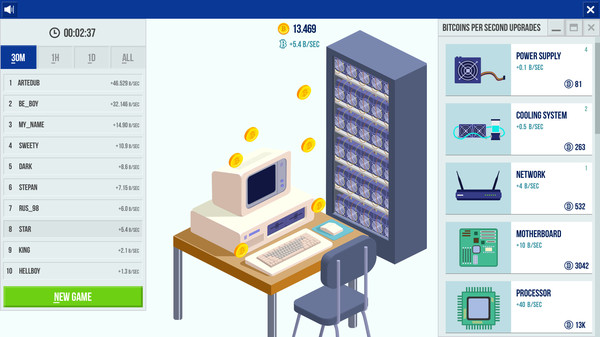 00:02:37
30M 1H 1D ALL
1 ARTEDUB +46.529 B/SEC
2 BE_BOY +32.146 B/SEC
3 MY_NAME +14.90 B/SEC
4 SWEETY +10.9 B/SEC
5 DARK +8.6 B/SEC
6 STEPAN +7.15 B/SEC
7 RUS_98 +6.0 B/SEC
8 STAR +5.4 B/SEC
9 KING +2.1 B/SEC
10 HELLBOY +1.3 B/SEC
NEW GAME
13.469
+5.4 B/SEC
BITCOINS PER SECOND UPGRADES
POWER SUPPLY 4
+0.1 B/SEC
81
COOLING SYSTEM 2
+0.5 B/SEC
263
NETWORK 1
+4 B/SEC
532
MOTHERBOARD
+10 B/SEC
3042
PROCESSOR
+40 B/SEC
13K